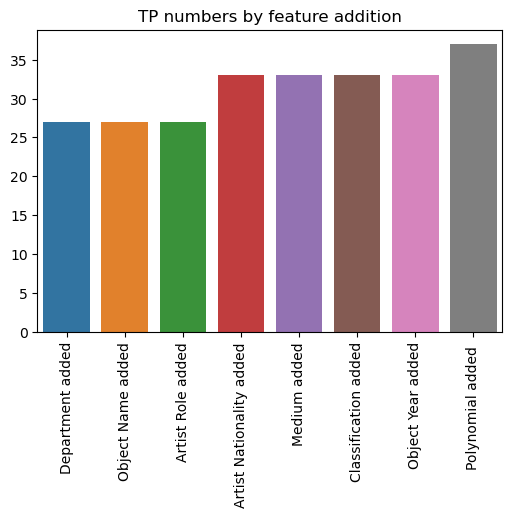 TP numbers by feature addition
35
30
25
20
15
10
5
0
Department added
Object Name added
Artist Role added
Artist Nationality added
Medium added
Classification added
Object Year added
Polynomial added